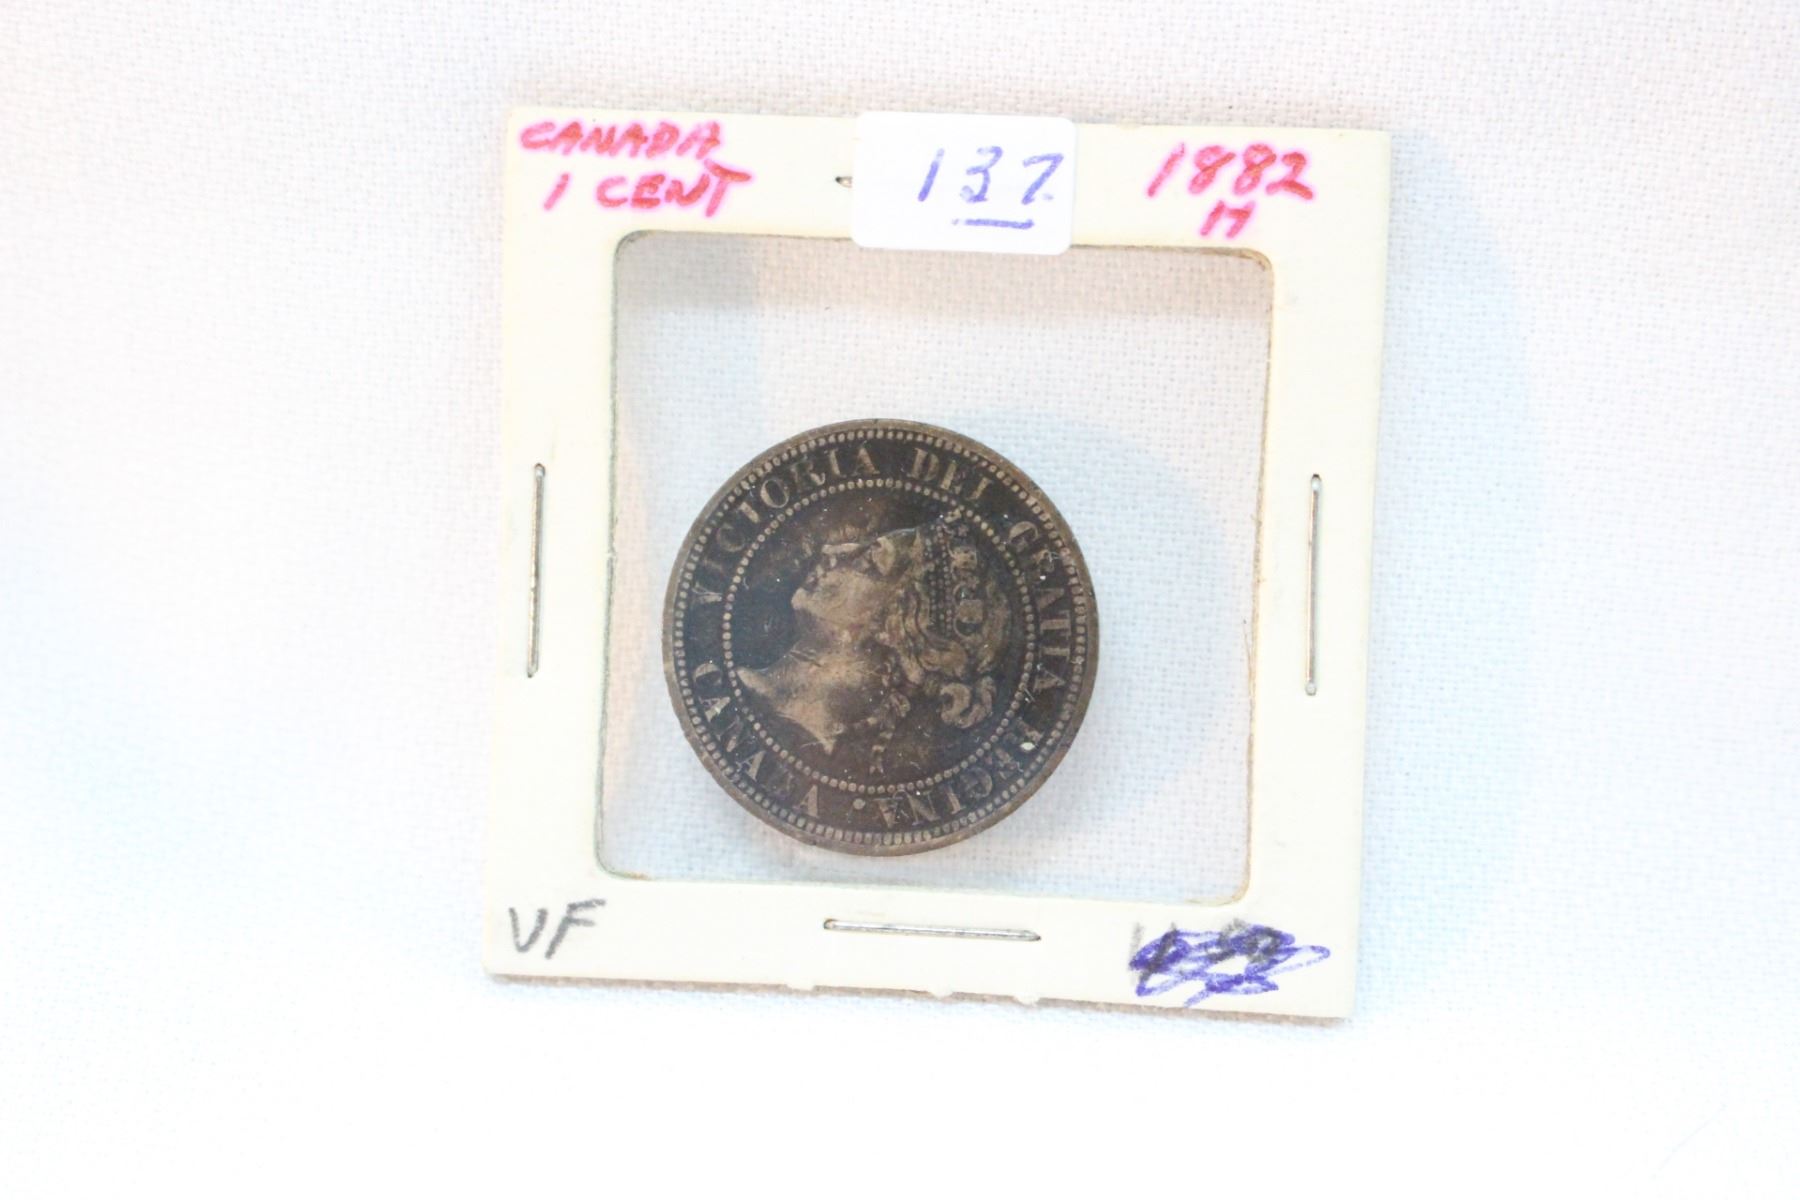 CANADA
1 CENT
137
1882
H
VICTORIA DEI GRATIA REGINA. CANADA
VF